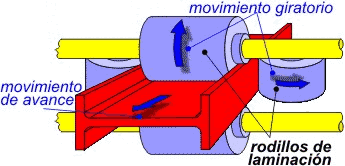 movimiento giratorio
movimiento
de avance
rodillos de
laminación